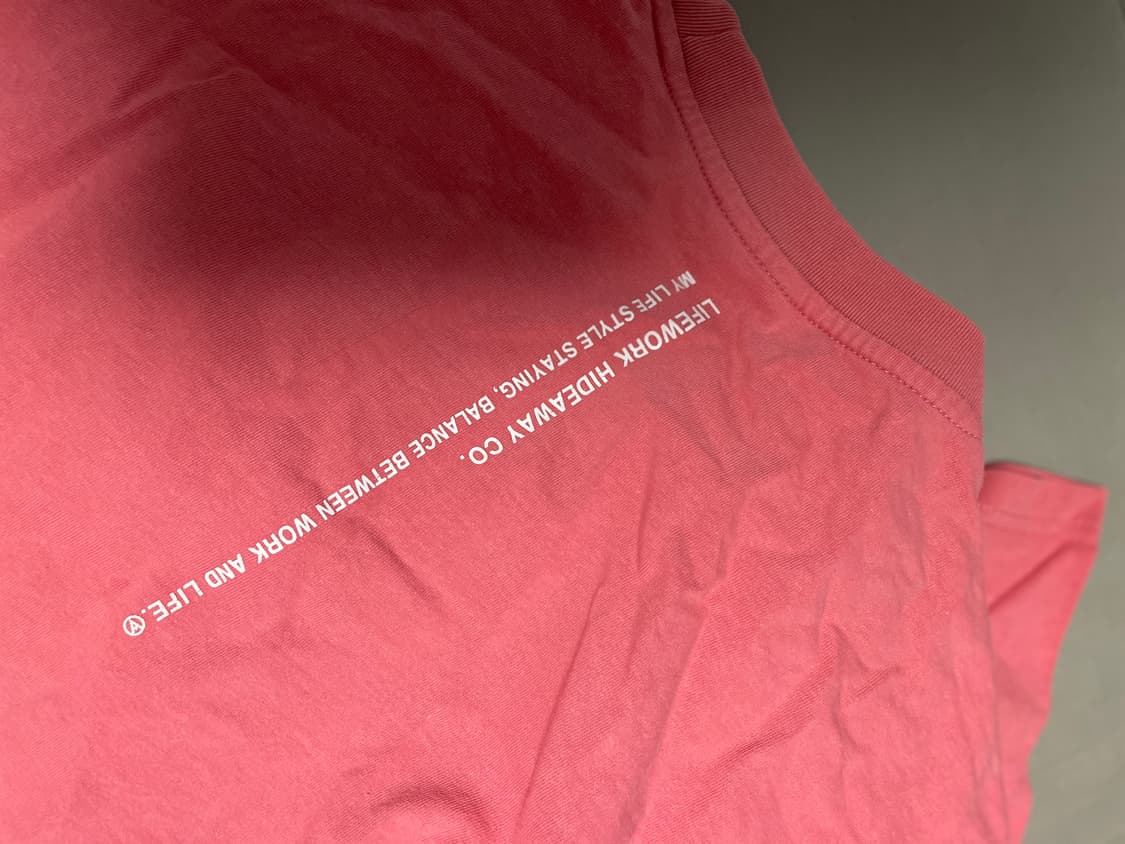 LIFEWORK HIDEAWAY CO.
MY LIFE STYLE STAYING, BALANCE BETWEEN WORK AND LIFE.